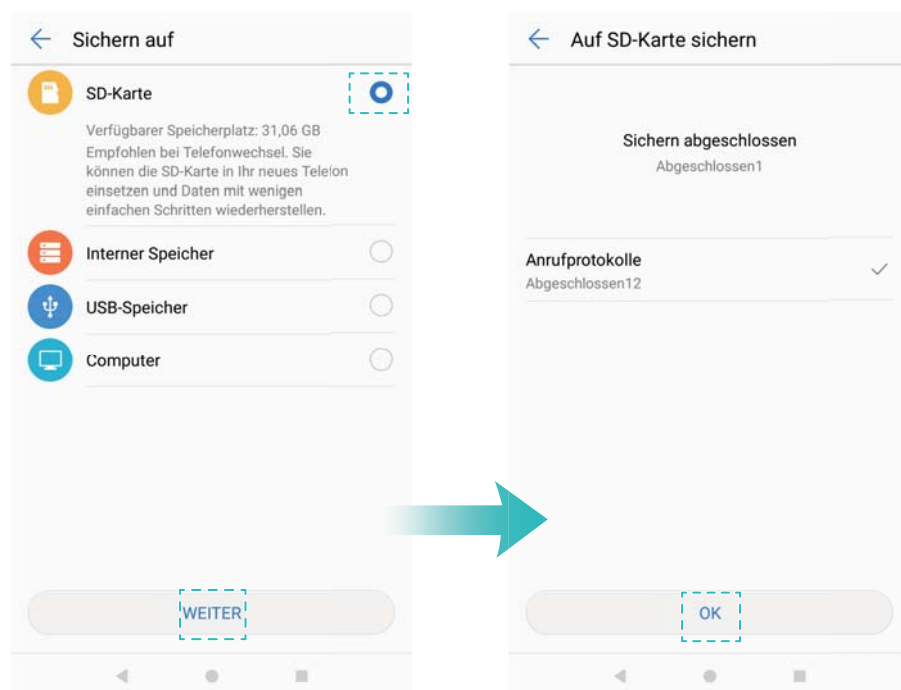 Sichern auf
SD-Karte
Verfügbarer Speicherplatz: 31,06 GB
Empfohlen bei Telefonwechsel. Sie
können die SD-Karte in Ihr neues Telefon
einsetzen und Daten mit wenigen
einfachen Schritten wiederherstellen.
Interner Speicher
USB-Speicher
Computer
WEITER
Auf SD-Karte sichern
Sichern abgeschlossen
Abgeschlossen1
Anrufprotokolle
Abgeschlossen12
OK